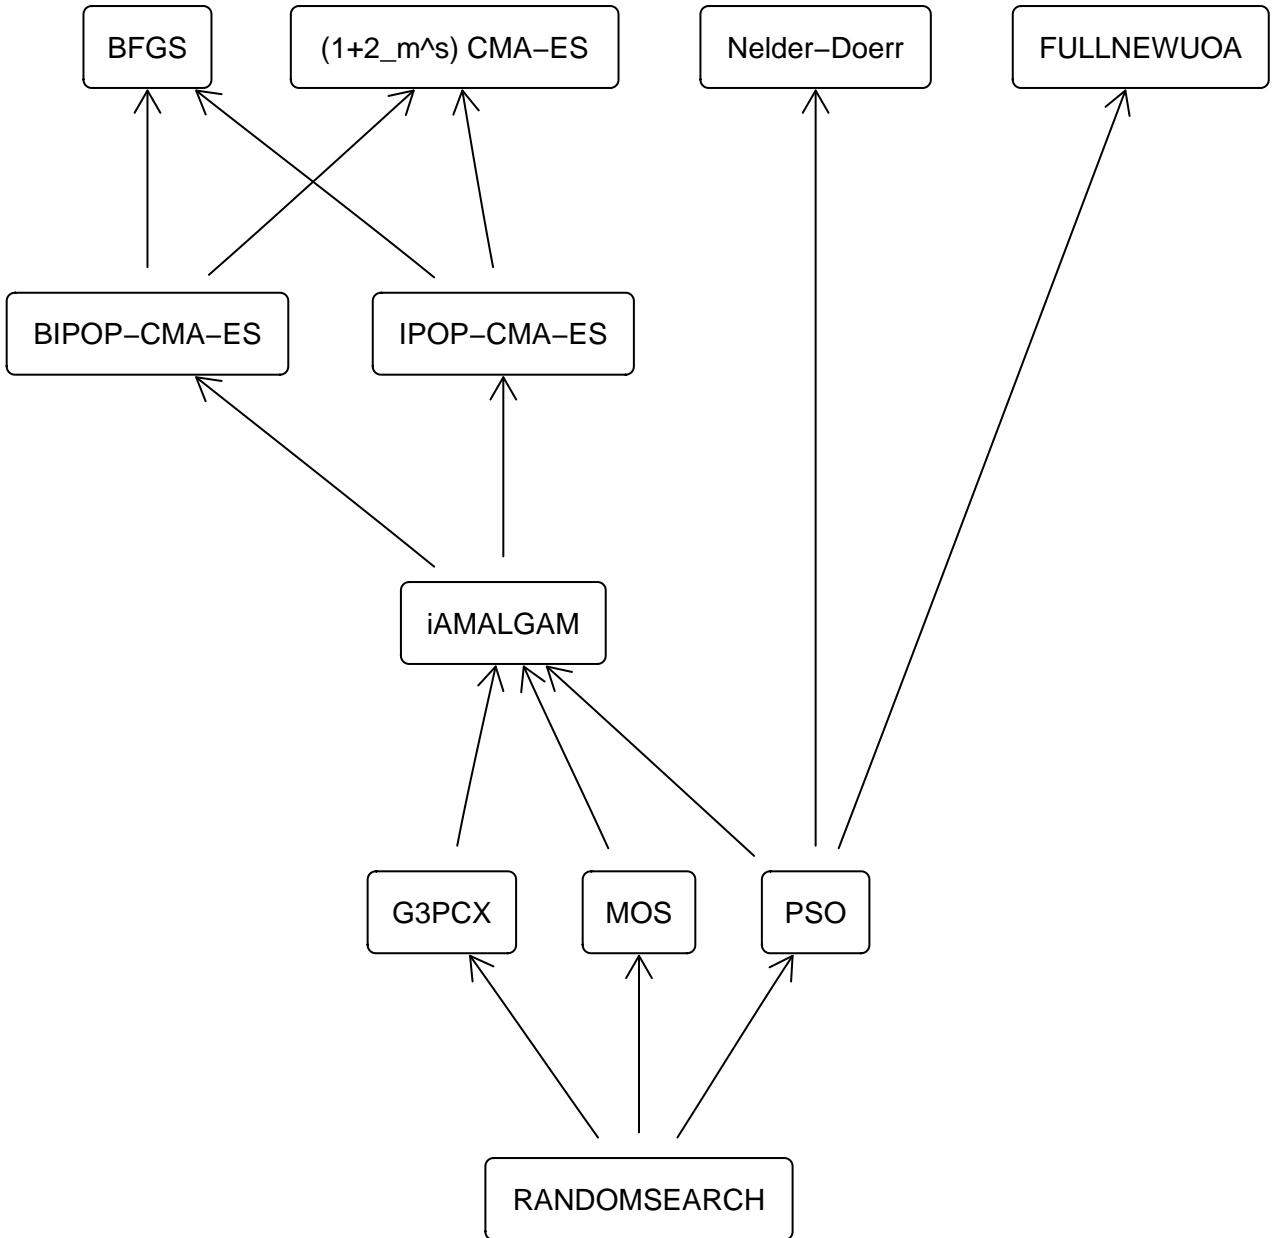 BFGS
(1+2_m^s) CMA−ES
Nelder−Doerr
FULLNEWUOA
BIPOP−CMA−ES
IPOP−CMA−ES
iAMALGAM
G3PCX
MOS
PSO
RANDOMSEARCH